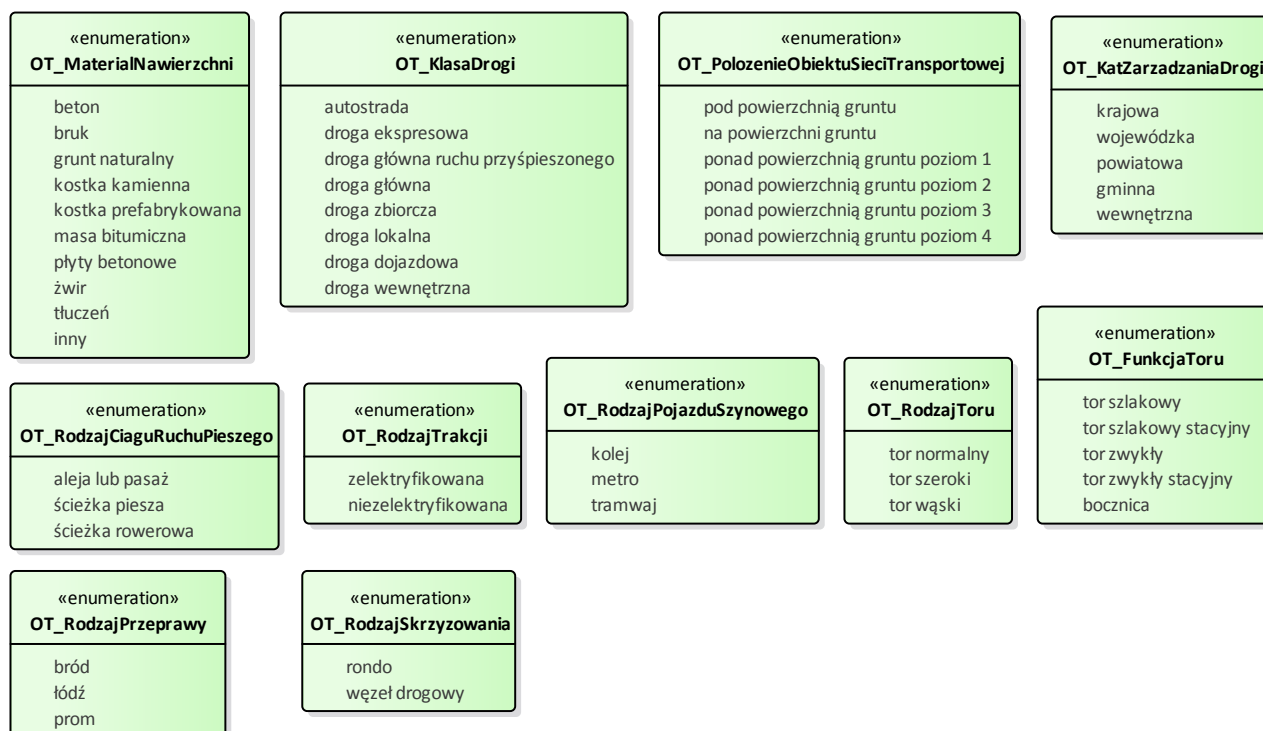 «enumeration»
OT_MaterialNawierzchni
beton
bruk
grunt naturalny
kostka kamienna
kostka prefabrykowana
masa bitumiczna
płyty betonowe
żwir
tłuczeń
inny
«enumeration»
OT_KlasaDrogi
autostrada
droga ekspresowa
droga główna ruchu przyśpieszonego
droga główna
droga zbiorcza
droga lokalna
droga dojazdowa
droga wewnętrzna
«enumeration»
OT_PolozenieObiektuSieciTransportowej
pod powierzchnią gruntu
na powierzchni gruntu
ponad powierzchnią gruntu poziom 1
ponad powierzchnią gruntu poziom 2
ponad powierzchnią gruntu poziom 3
ponad powierzchnią gruntu poziom 4
«enumeration»
OT_KatZarzadzaniaDrogi
krajowa
wojewódzka
powiatowa
gminna
wewnętrzna
«enumeration»
OT_RodzajCiaguRuchuPieszego
aleja lub pasaż
ścieżka piesza
ścieżka rowerowa
«enumeration»
OT_RodzajTrakcji
zelektryfikowana
niezelektryfikowana
«enumeration»
OT_RodzajPojazduSzynowego
kolej
metro
tramwaj
«enumeration»
OT_RodzajToru
tor normalny
tor szeroki
tor wąski
«enumeration»
OT_FunkcjaToru
tor szlakowy
tor szlakowy stacyjny
tor zwykły
tor zwykły stacyjny
bocznica
«enumeration»
OT_RodzajPrzeprawy
bród
łódź
prom
«enumeration»
OT_RodzajSkrzyzowania
rondo
węzeł drogowy